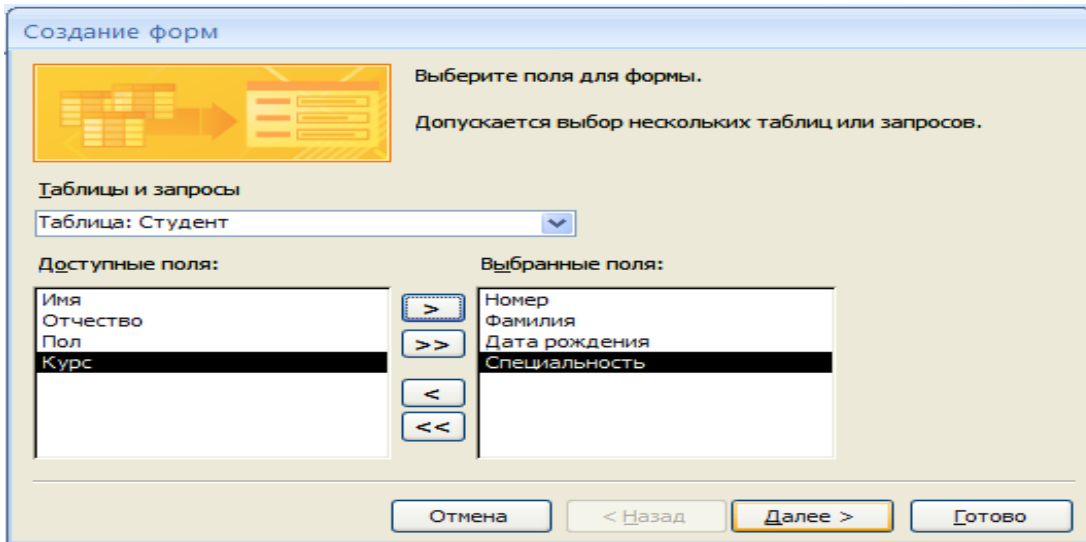 Создание форм
Выберите поля для формы.
Допускается выбор нескольких таблиц или запросов.
Таблицы и запросы
Таблица: Студент
Доступные поля:
Имя
Отчество
Пол
Курс
>
>>
<
<<
Выбранные поля:
Номер
Фамилия
Дата рождения
Специальность
Отмена
< Назад
Далее >
Готово